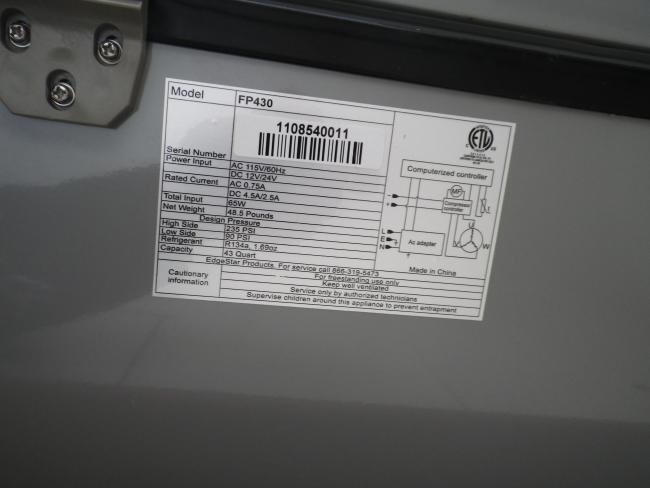 Model FP430
Serial Number 1108540011
Power Input AC 115V/60Hz
DC 12V/24V
Rated Current AC 0.75A
DC 4.5A/2.5A
Total Input 65W
Net Weight 48.5 Pounds
Design Pressure
High Side 235 PSI
Low Side 90 PSI
Refrigerant R134a, 1.69oz
Capacity 43 Quart
EdgeStar Products. For service call 866-319-5473
Cautionary information
For freestanding use only
Keep well ventilated
Service only by authorized technicians
Supervise children around this appliance to prevent entrapment
ETL
C US
Computerized controller
MF
Compressor controller
t
-
+
U
V W
L
E
N
Ac adapter
Made in China